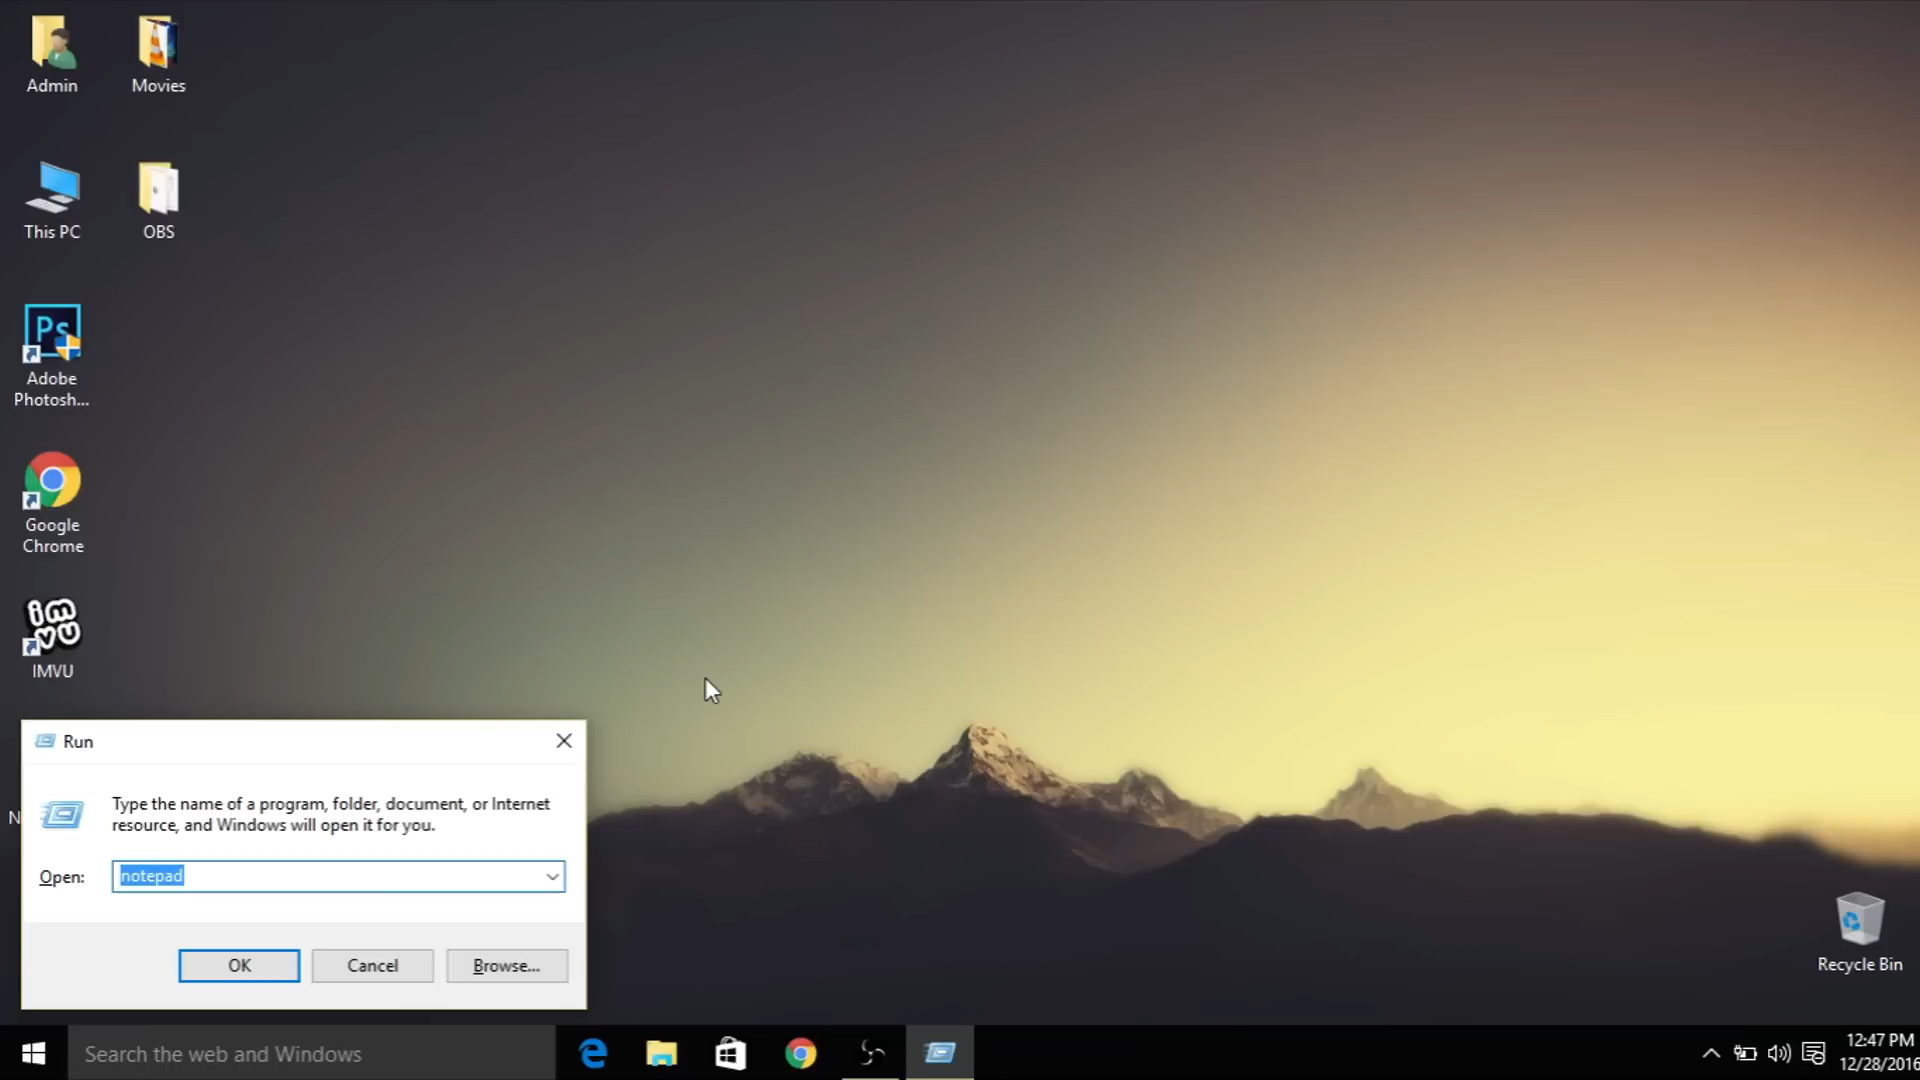 Admin
Movies
This PC
OBS
Ps
Adobe
Photosh...
Google
Chrome
imvu
IMVU
Run
Type the name of a program, folder, document, or Internet
resource, and Windows will open it for you.
N
Open:
notepad
OK
Cancel
Browse...
Recycle Bin
Search the web and Windows
12:47 PM
12/28/2016